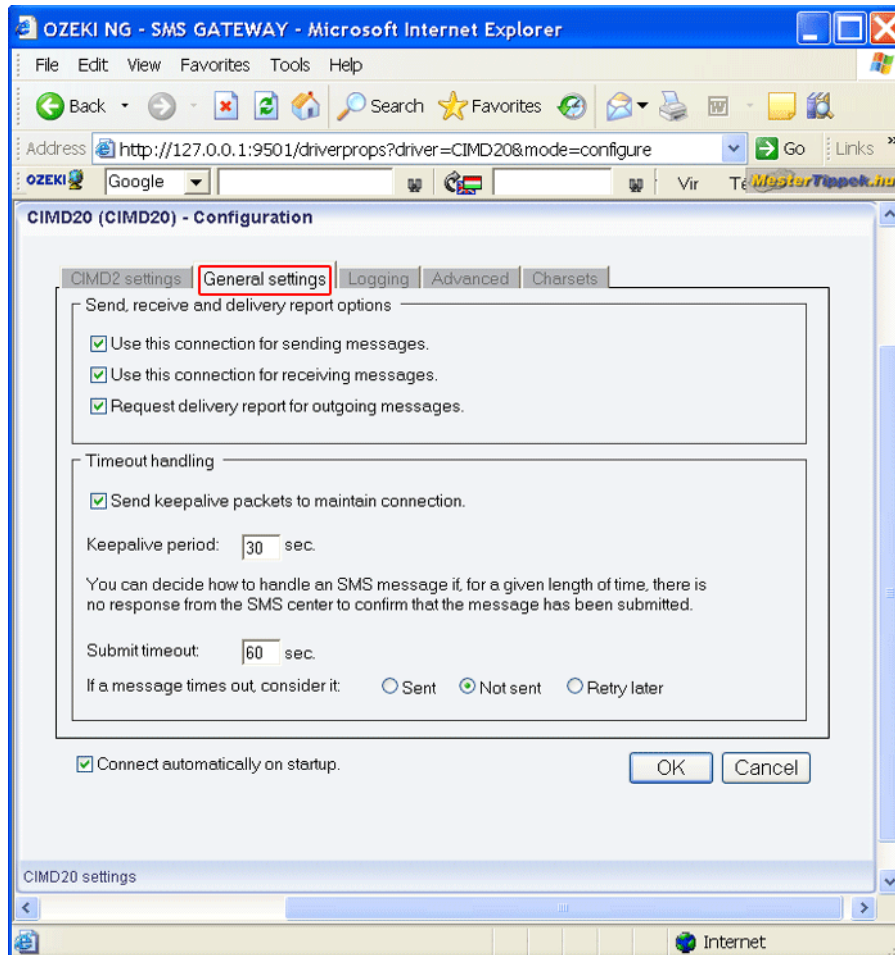 OZEKI NG - SMS GATEWAY - Microsoft Internet Explorer
File Edit View Favorites Tools Help
Back Search Favorites
Address http://127.0.0.1:9501/driverprops?driver=CIMD20&mode=configure Go Links »
OZEKI Google Vir Té MesterTippek.hu
CIMD20 (CIMD20) - Configuration
CIMD2 settings General settings Logging Advanced Charsets
Send, receive and delivery report options
Use this connection for sending messages.
Use this connection for receiving messages.
Request delivery report for outgoing messages.
Timeout handling
Send keepalive packets to maintain connection.
Keepalive period: 30 sec.
You can decide how to handle an SMS message if, for a given length of time, there is
no response from the SMS center to confirm that the message has been submitted.
Submit timeout: 60 sec.
If a message times out, consider it: Sent Not sent Retry later
Connect automatically on startup. OK Cancel
CIMD20 settings
Internet